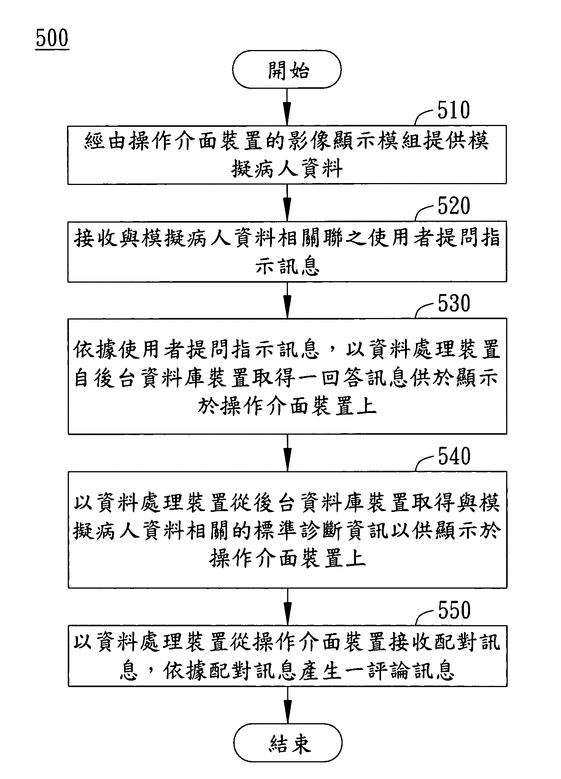 500
開始
510
經由操作介面裝置的影像顯示模組提供模
擬病人資料
520
接收與模擬病人資料相關聯之使用者提問指
示訊息
530
依據使用者提問指示訊息，以資料處理裝置
自後台資料庫裝置取得一回答訊息供於顯示
於操作介面裝置上
540
以資料處理裝置從後台資料庫裝置取得與模
擬病人資料相關的標準診斷資訊以供顯示於
操作介面裝置上
550
以資料處理裝置從操作介面裝置接收配對訊
息，依據配對訊息產生一評論訊息
結束